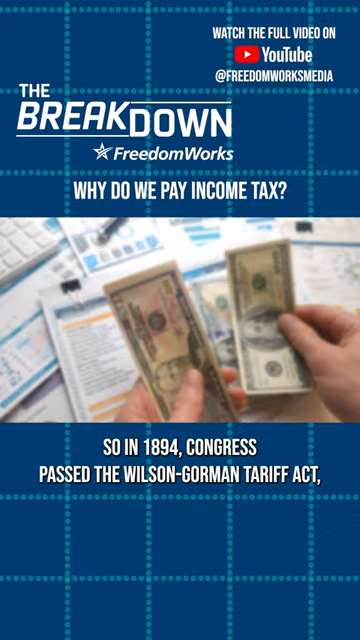 WATCH THE FULL VIDEO ON
YouTube
@FREEDOMWORKSMEDIA
THE
BREAKDOWN
FreedomWorks
WHY DO WE PAY INCOME TAX?
SO IN 1894, CONGRESS
PASSED THE WILSON-GORMAN TARIFF ACT,